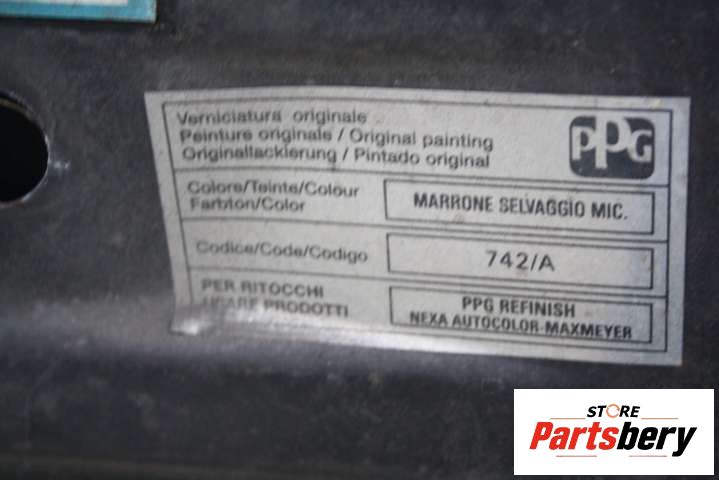 Verniciatura originale
Peinture originale / Original painting
Originallackierung / Pintado original
PPG
Colore/Teinte/Colour
Farbton/Color
MARRONE SELVAGGIO MIC.
Codice/Code/Codigo
742/A
PER RITOCCHI
USARE PRODOTTI
PPG REFINISH
NEXA AUTOCOLOR-MAXMEYER
STORE
Partsbery